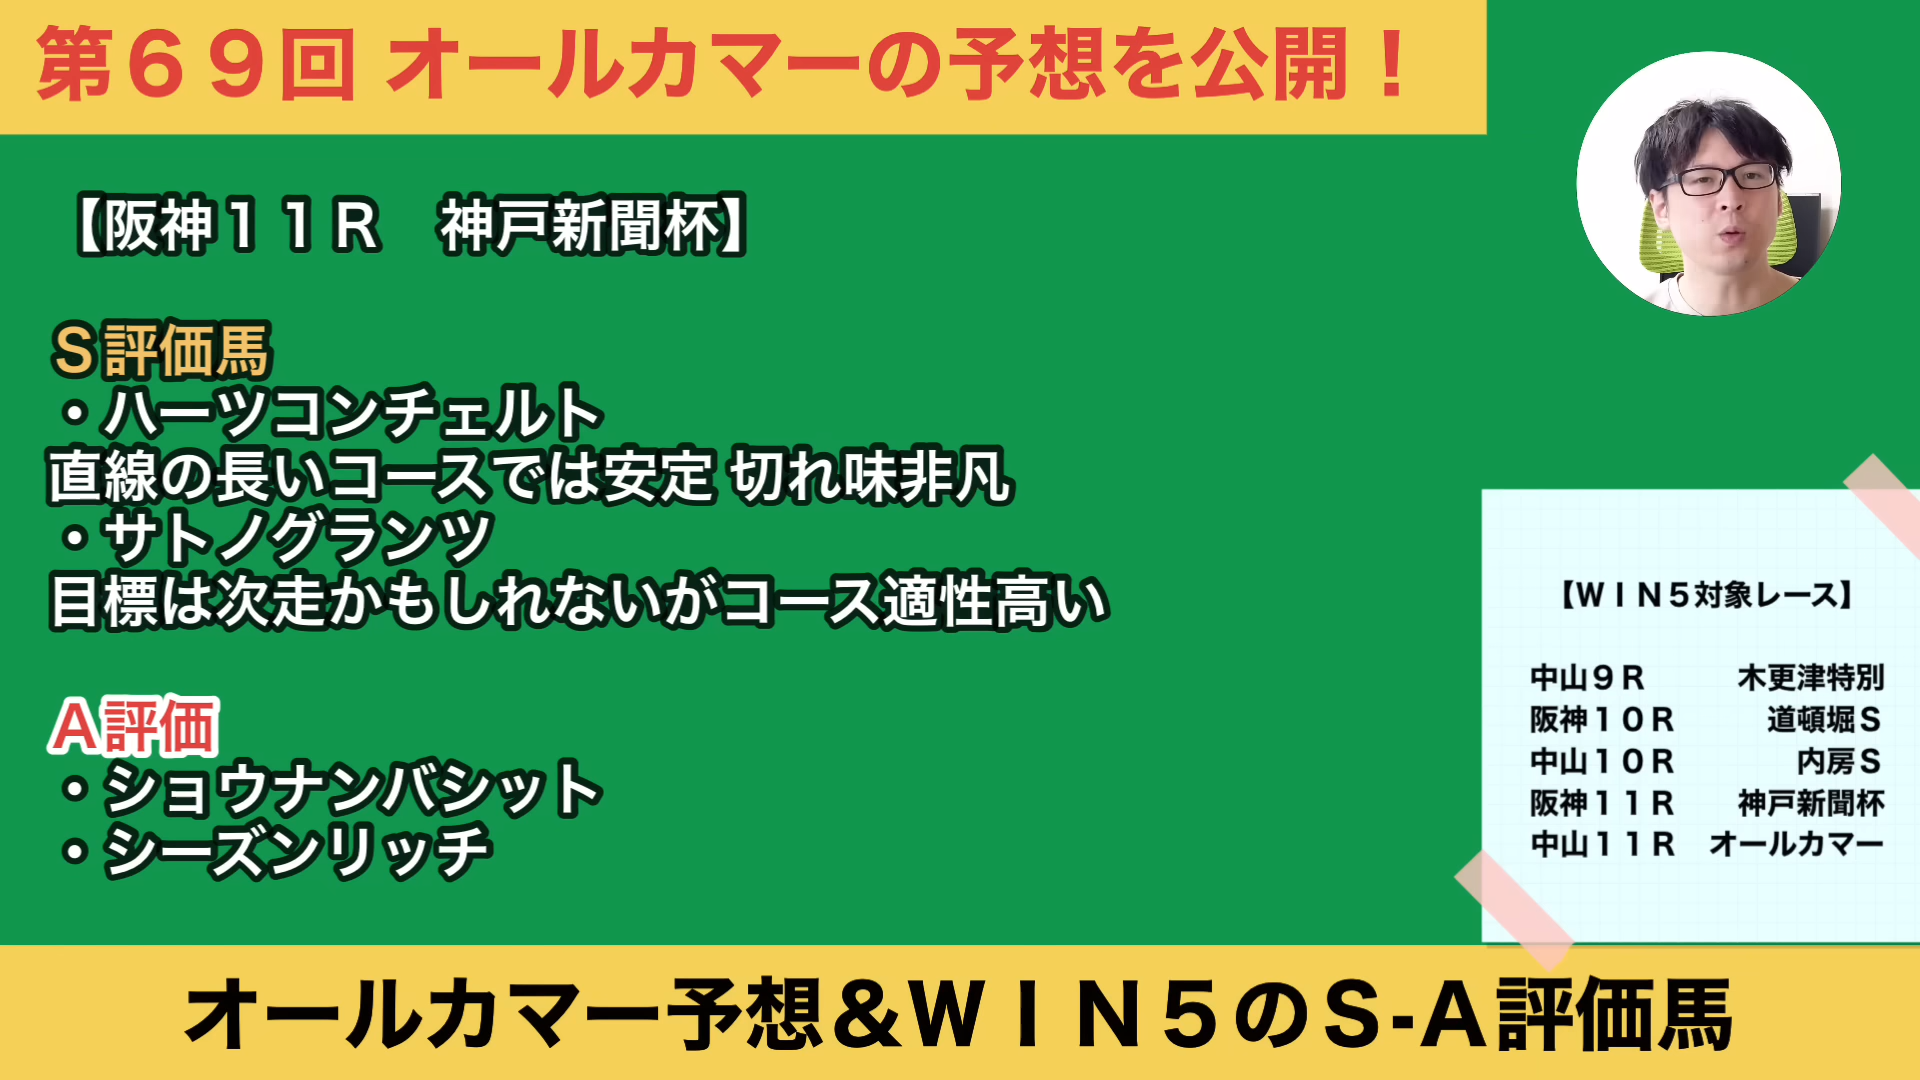 第６９回 オールカマーの予想を公開！
【阪神１１Ｒ　神戸新聞杯】
Ｓ評価馬
・ハーツコンチェルト
直線の長いコースでは安定 切れ味非凡
・サトノグランツ
目標は次走かもしれないがコース適性高い
Ａ評価
・ショウナンバシット
・シーズンリッチ
【ＷＩＮ５対象レース】
中山９Ｒ　木更津特別
阪神１０Ｒ　道頓堀Ｓ
中山１０Ｒ　内房Ｓ
阪神１１Ｒ　神戸新聞杯
中山１１Ｒ　オールカマー
オールカマー予想＆ＷＩＮ５のＳ-Ａ評価馬